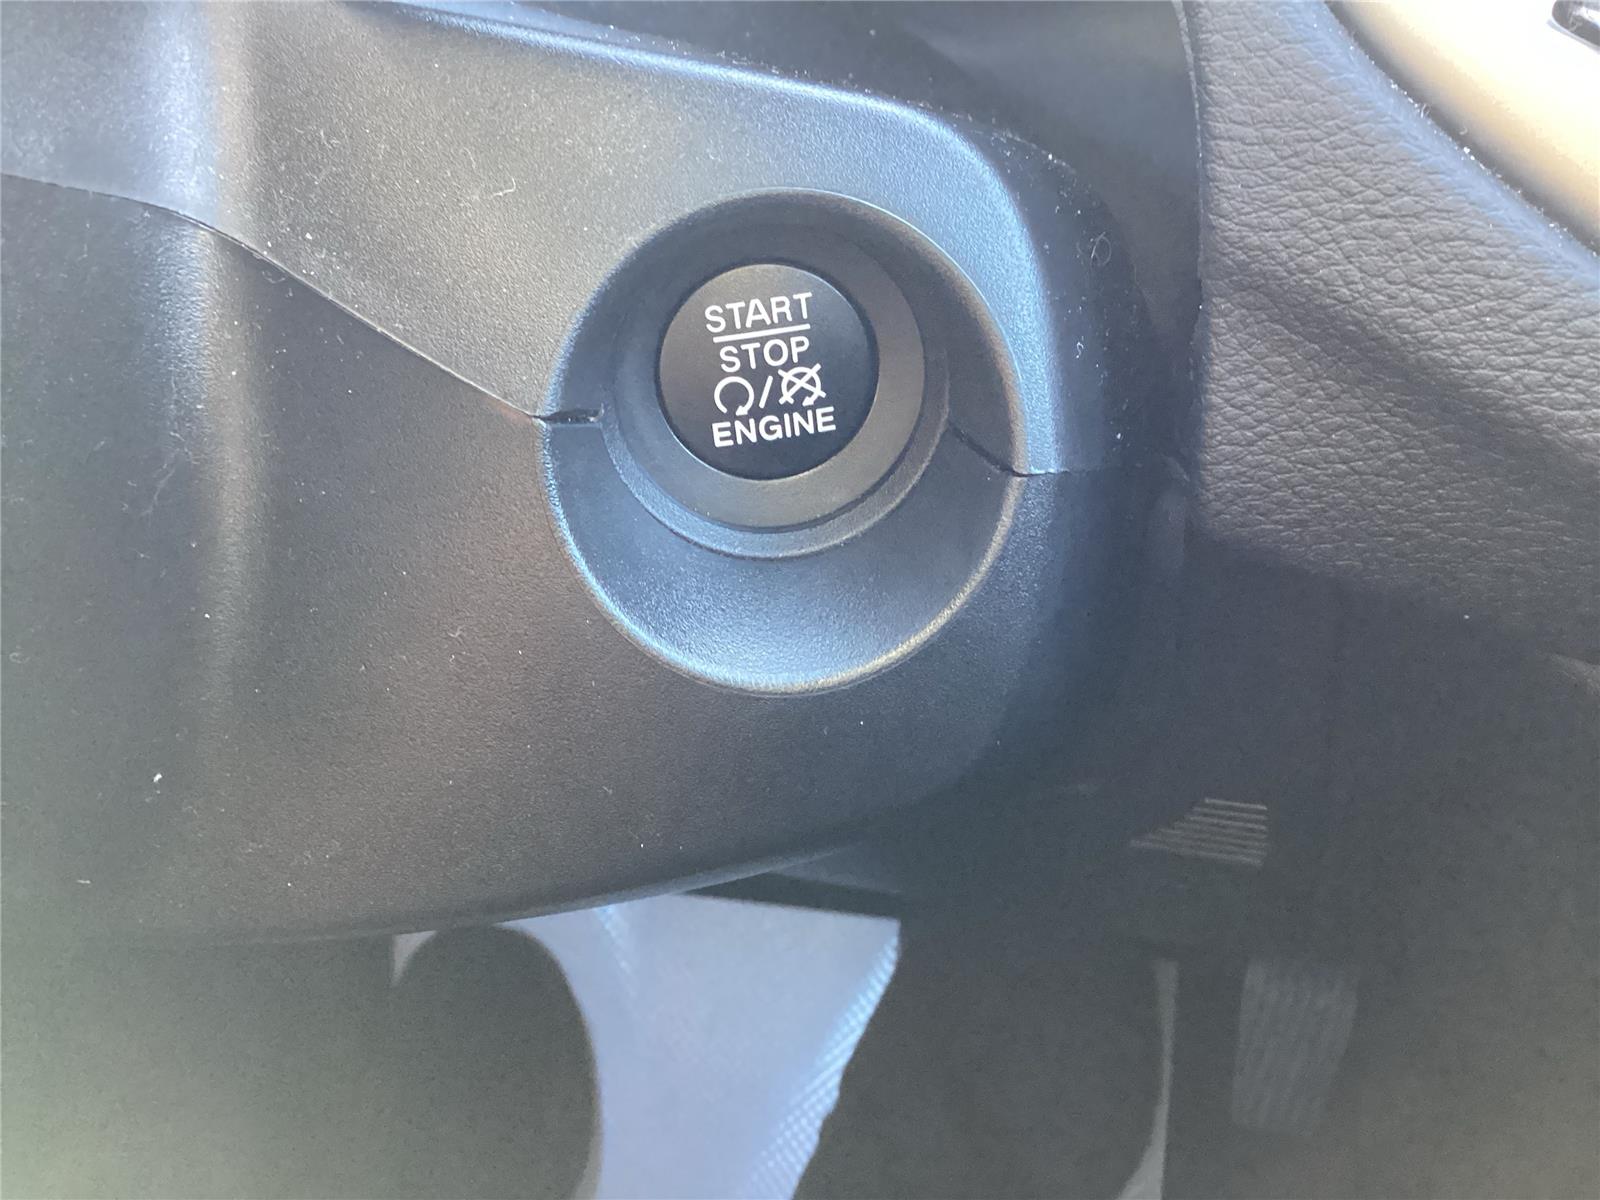 START
STOP
/
ENGINE